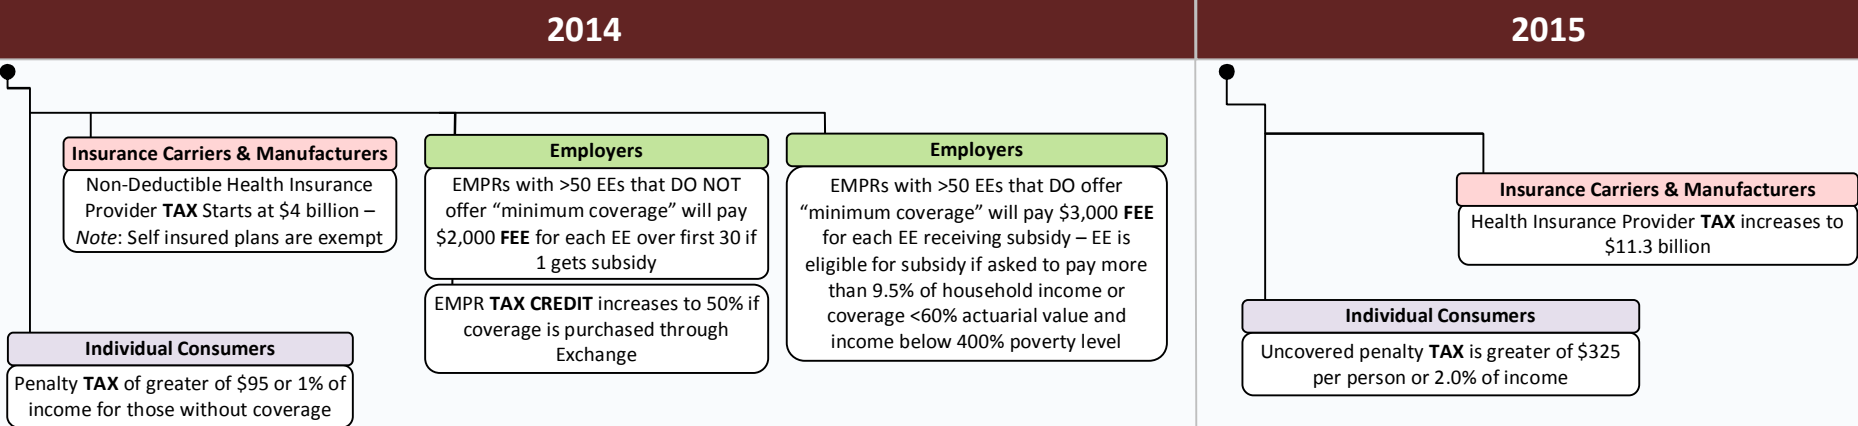 2014
Insurance Carriers & Manufacturers
Non-Deductible Health Insurance
Provider TAX Starts at $4 billion –
Note: Self insured plans are exempt
Employers
EMPRs with >50 EEs that DO NOT
offer “minimum coverage” will pay
$2,000 FEE for each EE over first 30 if
1 gets subsidy
EMPR TAX CREDIT increases to 50% if
coverage is purchased through
Exchange
Employers
EMPRs with >50 EEs that DO offer
“minimum coverage” will pay $3,000 FEE
for each EE receiving subsidy – EE is
eligible for subsidy if asked to pay more
than 9.5% of household income or
coverage <60% actuarial value and
income below 400% poverty level
Individual Consumers
Penalty TAX of greater of $95 or 1% of
income for those without coverage
2015
Insurance Carriers & Manufacturers
Health Insurance Provider TAX increases to
$11.3 billion
Individual Consumers
Uncovered penalty TAX is greater of $325
per person or 2.0% of income